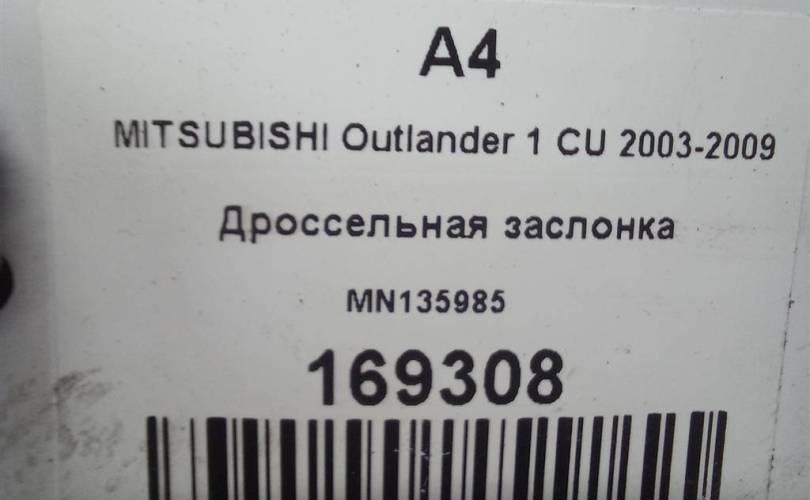 A4
MITSUBISHI Outlander 1 CU 2003-2009
Дроссельная заслонка
MN135985
169308